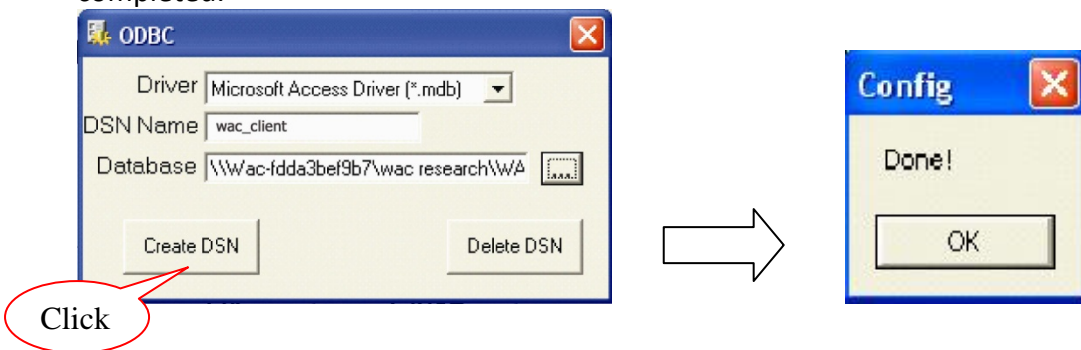 ODBC
Driver Microsoft Access Driver (*.mdb)
DSN Name wac_client
Database \\Wac-fdda3bef9b7\wac research\WA
Create DSN Delete DSN
Click
Config
Done!
OK